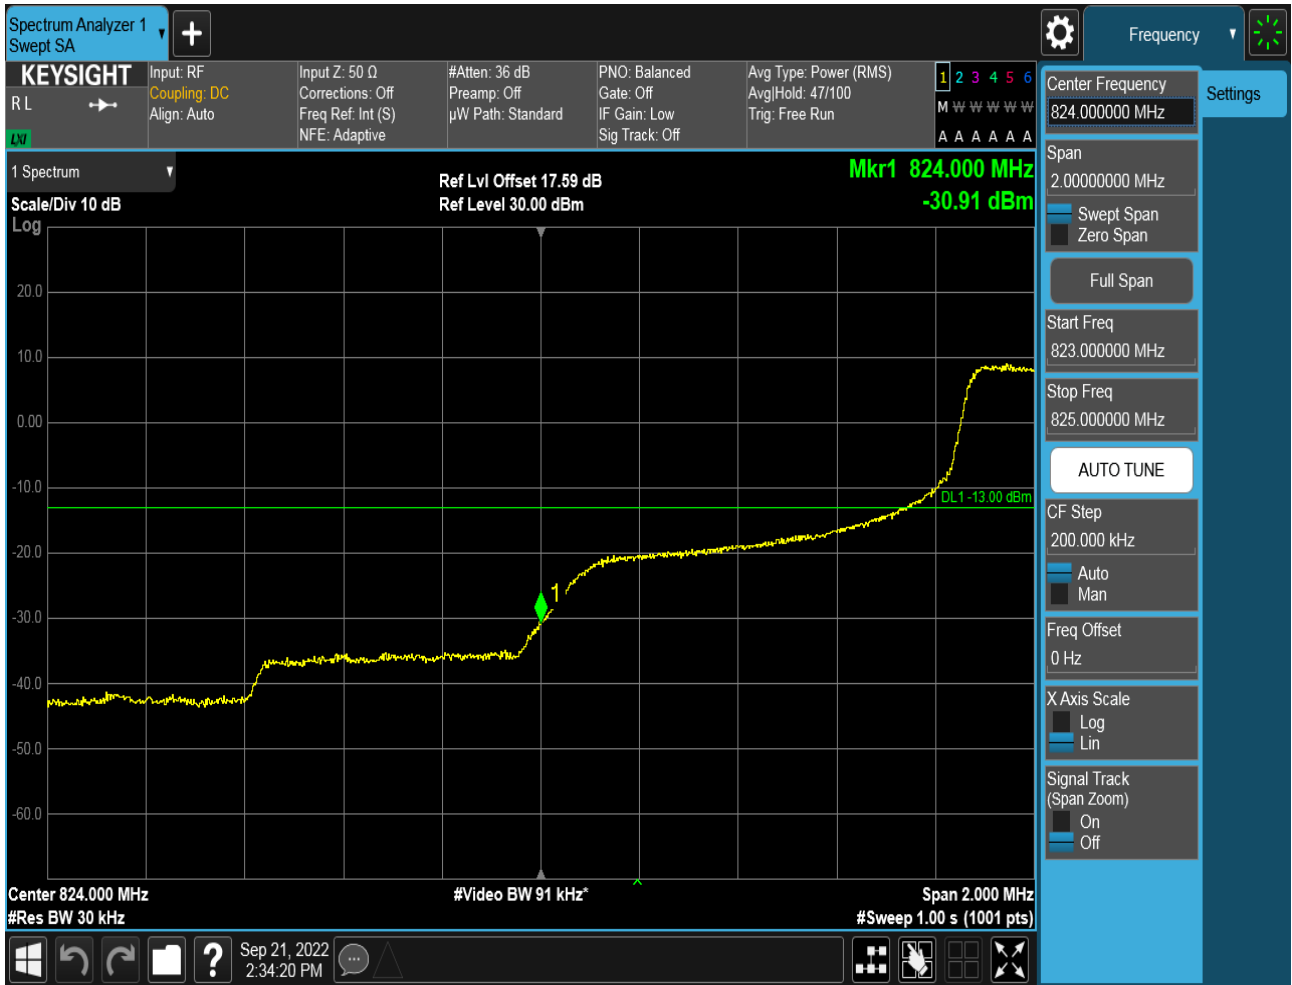 Spectrum Analyzer 1
Swept SA
Frequency
KEYSIGHT
R L
LXI
Input: RF
Coupling: DC
Align: Auto
Input Z: 50 Ω
Corrections: Off
Freq Ref: Int (S)
NFE: Adaptive
#Atten: 36 dB
Preamp: Off
µW Path: Standard
PNO: Balanced
Gate: Off
IF Gain: Low
Sig Track: Off
Avg Type: Power (RMS)
Avg|Hold: 47/100
Trig: Free Run
1 2 3 4 5 6
M W W W W W
A A A A A A
1 Spectrum
Scale/Div 10 dB
Log
Ref Lvl Offset 17.59 dB
Ref Level 30.00 dBm
Mkr1 824.000 MHz
-30.91 dBm
20.0
10.0
0.00
-10.0
-20.0
-30.0
-40.0
-50.0
-60.0
DL1 -13.00 dBm
1
Center 824.000 MHz
#Res BW 30 kHz
#Video BW 91 kHz*
Span 2.000 MHz
#Sweep 1.00 s (1001 pts)
Center Frequency
824.000000 MHz
Settings
Span
2.00000000 MHz
Swept Span
Zero Span
Full Span
Start Freq
823.000000 MHz
Stop Freq
825.000000 MHz
AUTO TUNE
CF Step
200.000 kHz
Auto
Man
Freq Offset
0 Hz
X Axis Scale
Log
Lin
Signal Track
(Span Zoom)
On
Off
?
Sep 21, 2022
2:34:20 PM